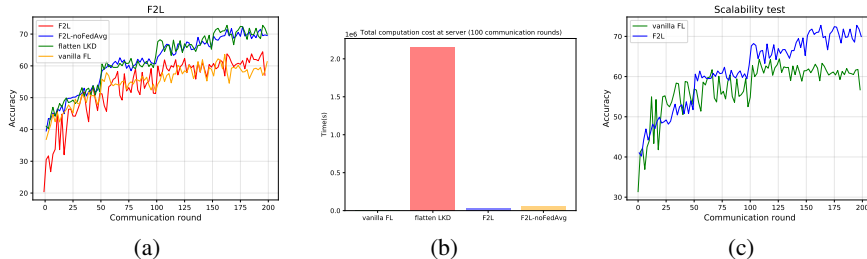 F2L
Accuracy
70
60
50
40
30
20
0
25
50
75
100
125
150
175
200
Communication round
F2L
F2L-noFedAvg
flatten LKD
vanilla FL
(a)
Total computation cost at server (100 communication rounds)
1e6
Time(s)
2.0
1.5
1.0
0.5
0.0
vanilla FL
flatten LKD
F2L
F2L-noFedAvg
(b)
Scalability test
Accuracy
70
60
50
40
30
0
25
50
75
100
125
150
175
200
Communication round
vanilla FL
F2L
(c)